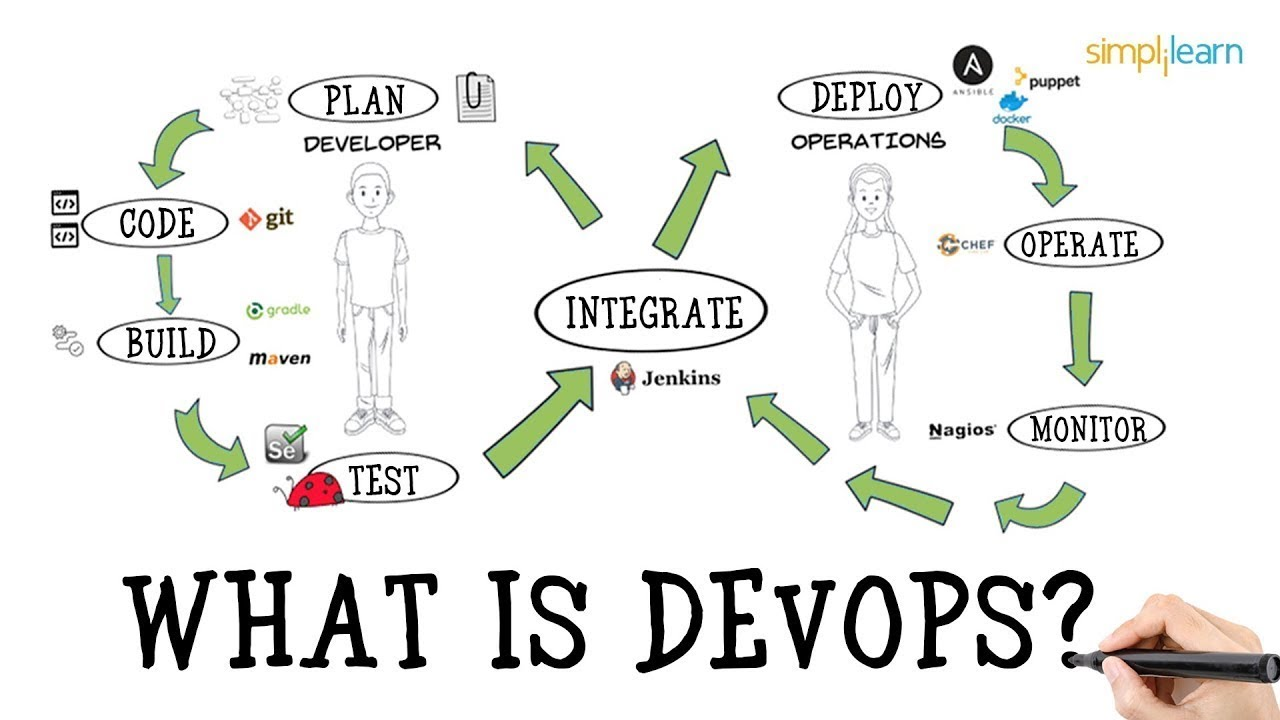 simplilearn
PLAN
DEVELOPER
CODE
</>
</>
git
BUILD
gradle
maven
Se
TEST
INTEGRATE
Jenkins
DEPLOY
ANSIBLE
puppet
docker
OPERATIONS
CHEF
OPERATE
Nagios®
MONITOR
WHAT IS DEVOPS?